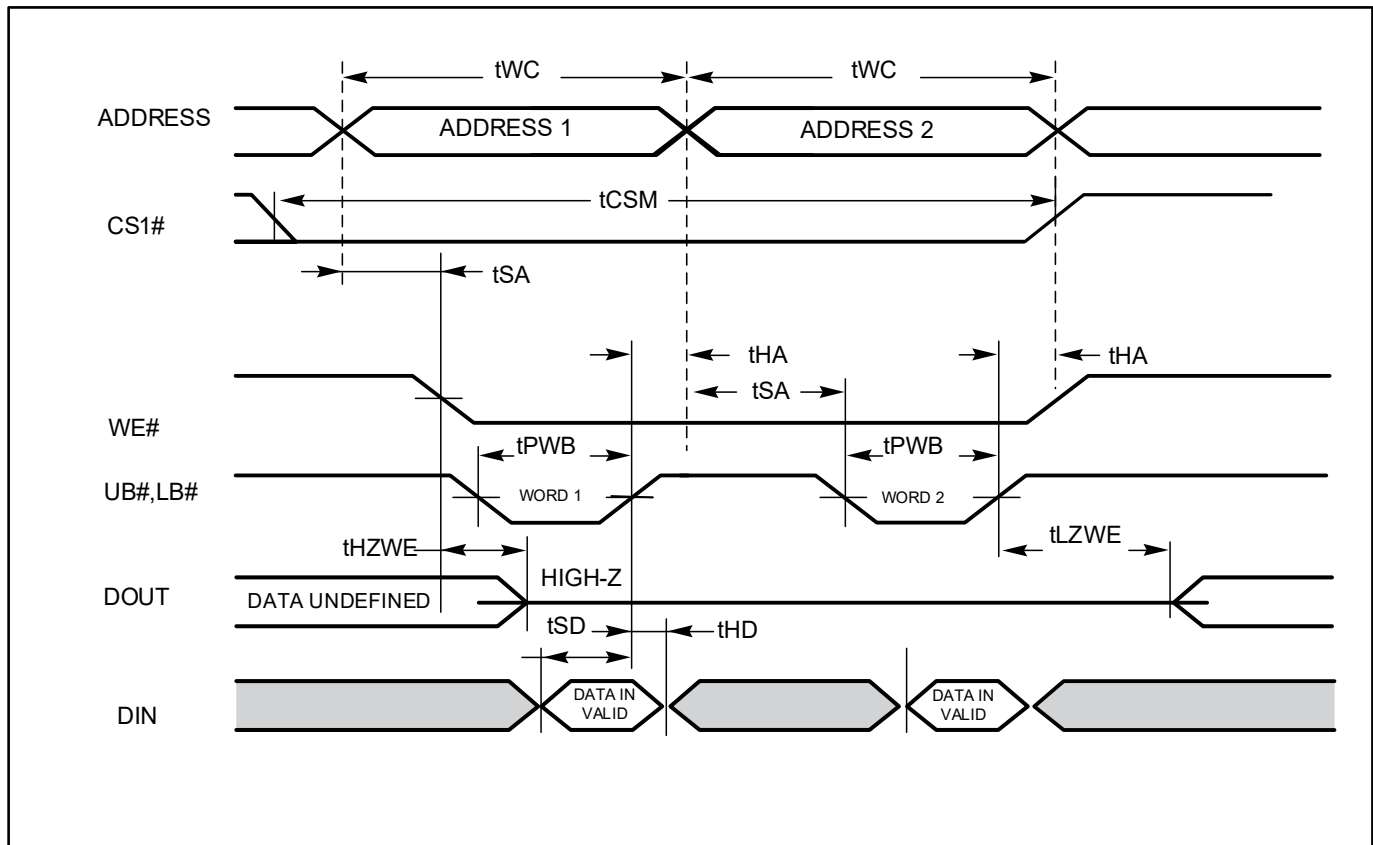 tWC tWC
ADDRESS ADDRESS 1 ADDRESS 2
tCSM
CS1#
tSA
tHA tHA
tSA
WE#
tPWB tPWB
UB#,LB# WORD 1 WORD 2
tHZWE tLZWE
HIGH-Z
DOUT DATA UNDEFINED
tSD tHD
DATA IN DATA IN
DIN VALID VALID